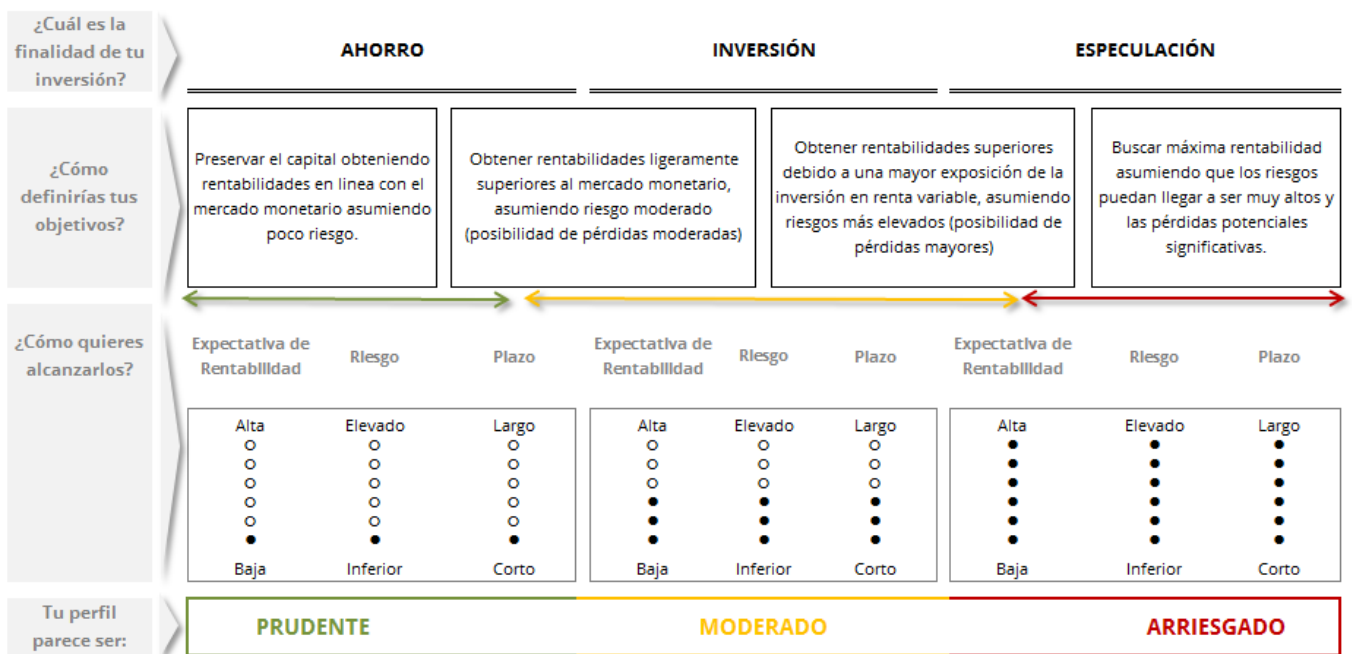 ¿Cuál es la
finalidad de tu
inversión?
AHORRO
INVERSIÓN
ESPECULACIÓN
¿Cómo
definirías tus
objetivos?
Preservar el capital obteniendo
rentabilidades en linea con el
mercado monetario asumiendo
poco riesgo.
Obtener rentabilidades ligeramente
superiores al mercado monetario,
asumiendo riesgo moderado
(posibilidad de pérdidas moderadas)
Obtener rentabilidades superiores
debido a una mayor exposición de la
inversión en renta variable, asumiendo
riesgos más elevados (posibilidad de
pérdidas mayores)
Buscar máxima rentabilidad
asumiendo que los riesgos
puedan llegar a ser muy altos y
las pérdidas potenciales
significativas.
¿Cómo quieres
alcanzarlos?
Expectativa de
Rentabilidad
Riesgo
Plazo
Expectativa de
Rentabilidad
Riesgo
Plazo
Expectativa de
Rentabilidad
Riesgo
Plazo
Alta
Elevado
Largo
Baja
Inferior
Corto
Alta
Elevado
Largo
Baja
Inferior
Corto
Alta
Elevado
Largo
Baja
Inferior
Corto
Tu perfil
parece ser:
PRUDENTE
MODERADO
ARRIESGADO